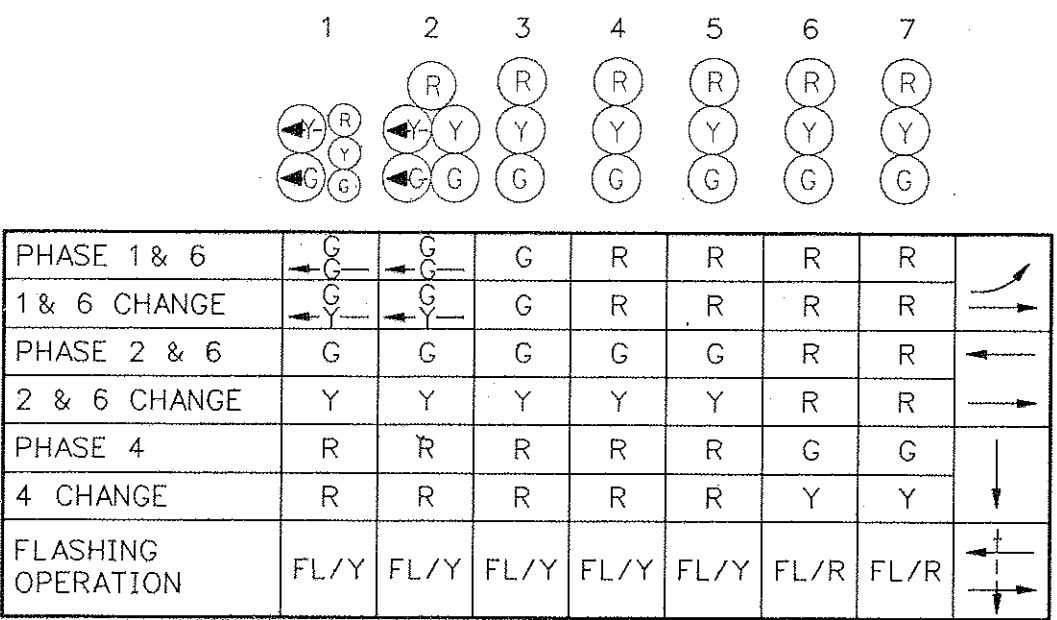 1 2 3 4 5 6 7
R R R R R R
Y R Y Y Y Y Y Y Y
Y
G G G G G G G G G
PHASE 1 & 6 G G G R R R R
G G
1 & 6 CHANGE G G G R R R R
Y Y
PHASE 2 & 6 G G G G G R R
2 & 6 CHANGE Y Y Y Y Y R R
PHASE 4 R R R R R G G
4 CHANGE R R R R R Y Y
FLASHING
OPERATION FL/Y FL/Y FL/Y FL/Y FL/Y FL/R FL/R